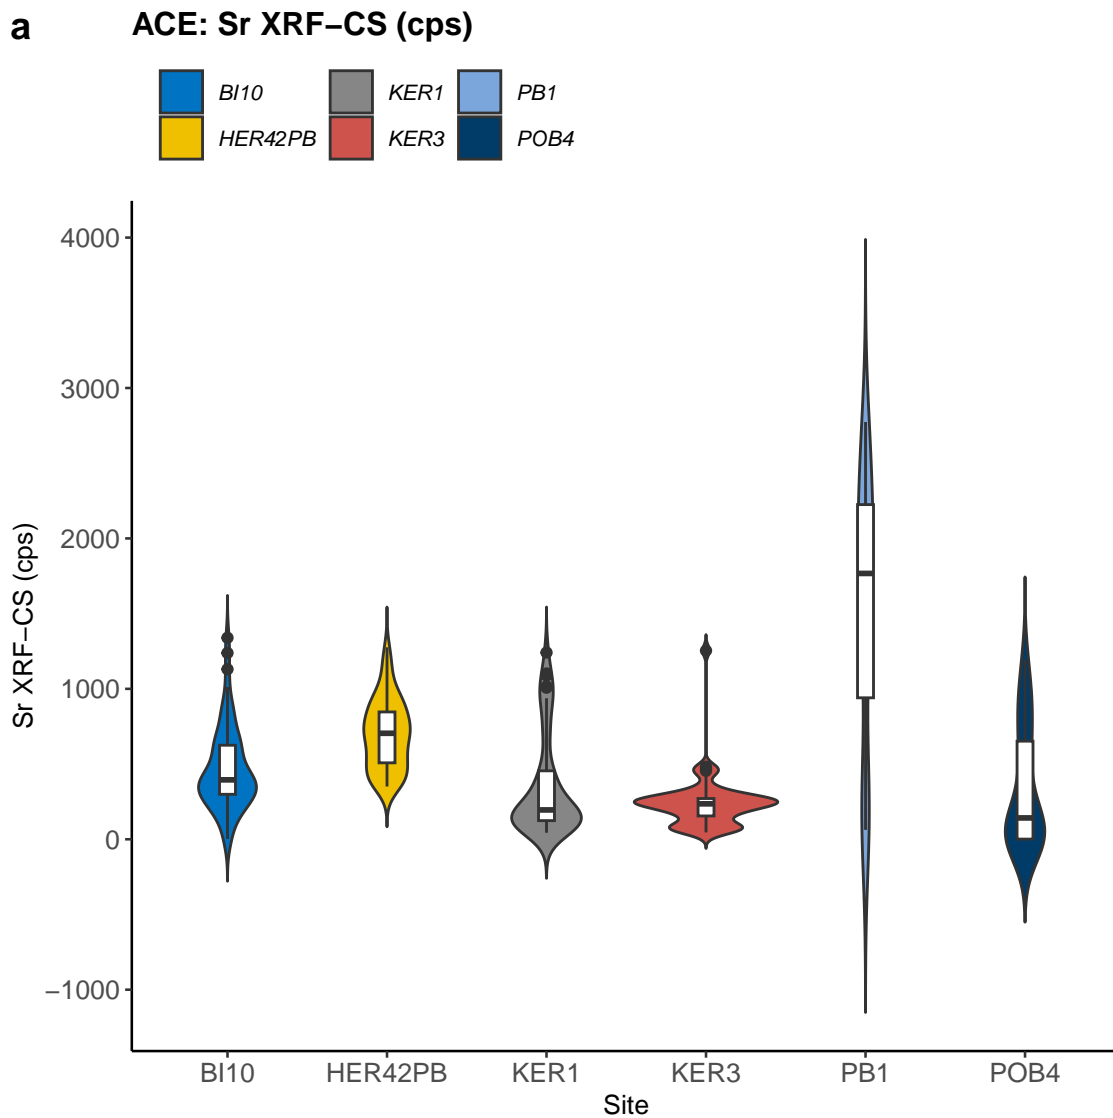 a
ACE: Sr XRF−CS (cps)
BI10
KER1
PB1
HER42PB
KER3
POB4
Sr XRF−CS (cps)
4000
3000
2000
1000
0
−1000
BI10
HER42PB
KER1
KER3
PB1
POB4
Site